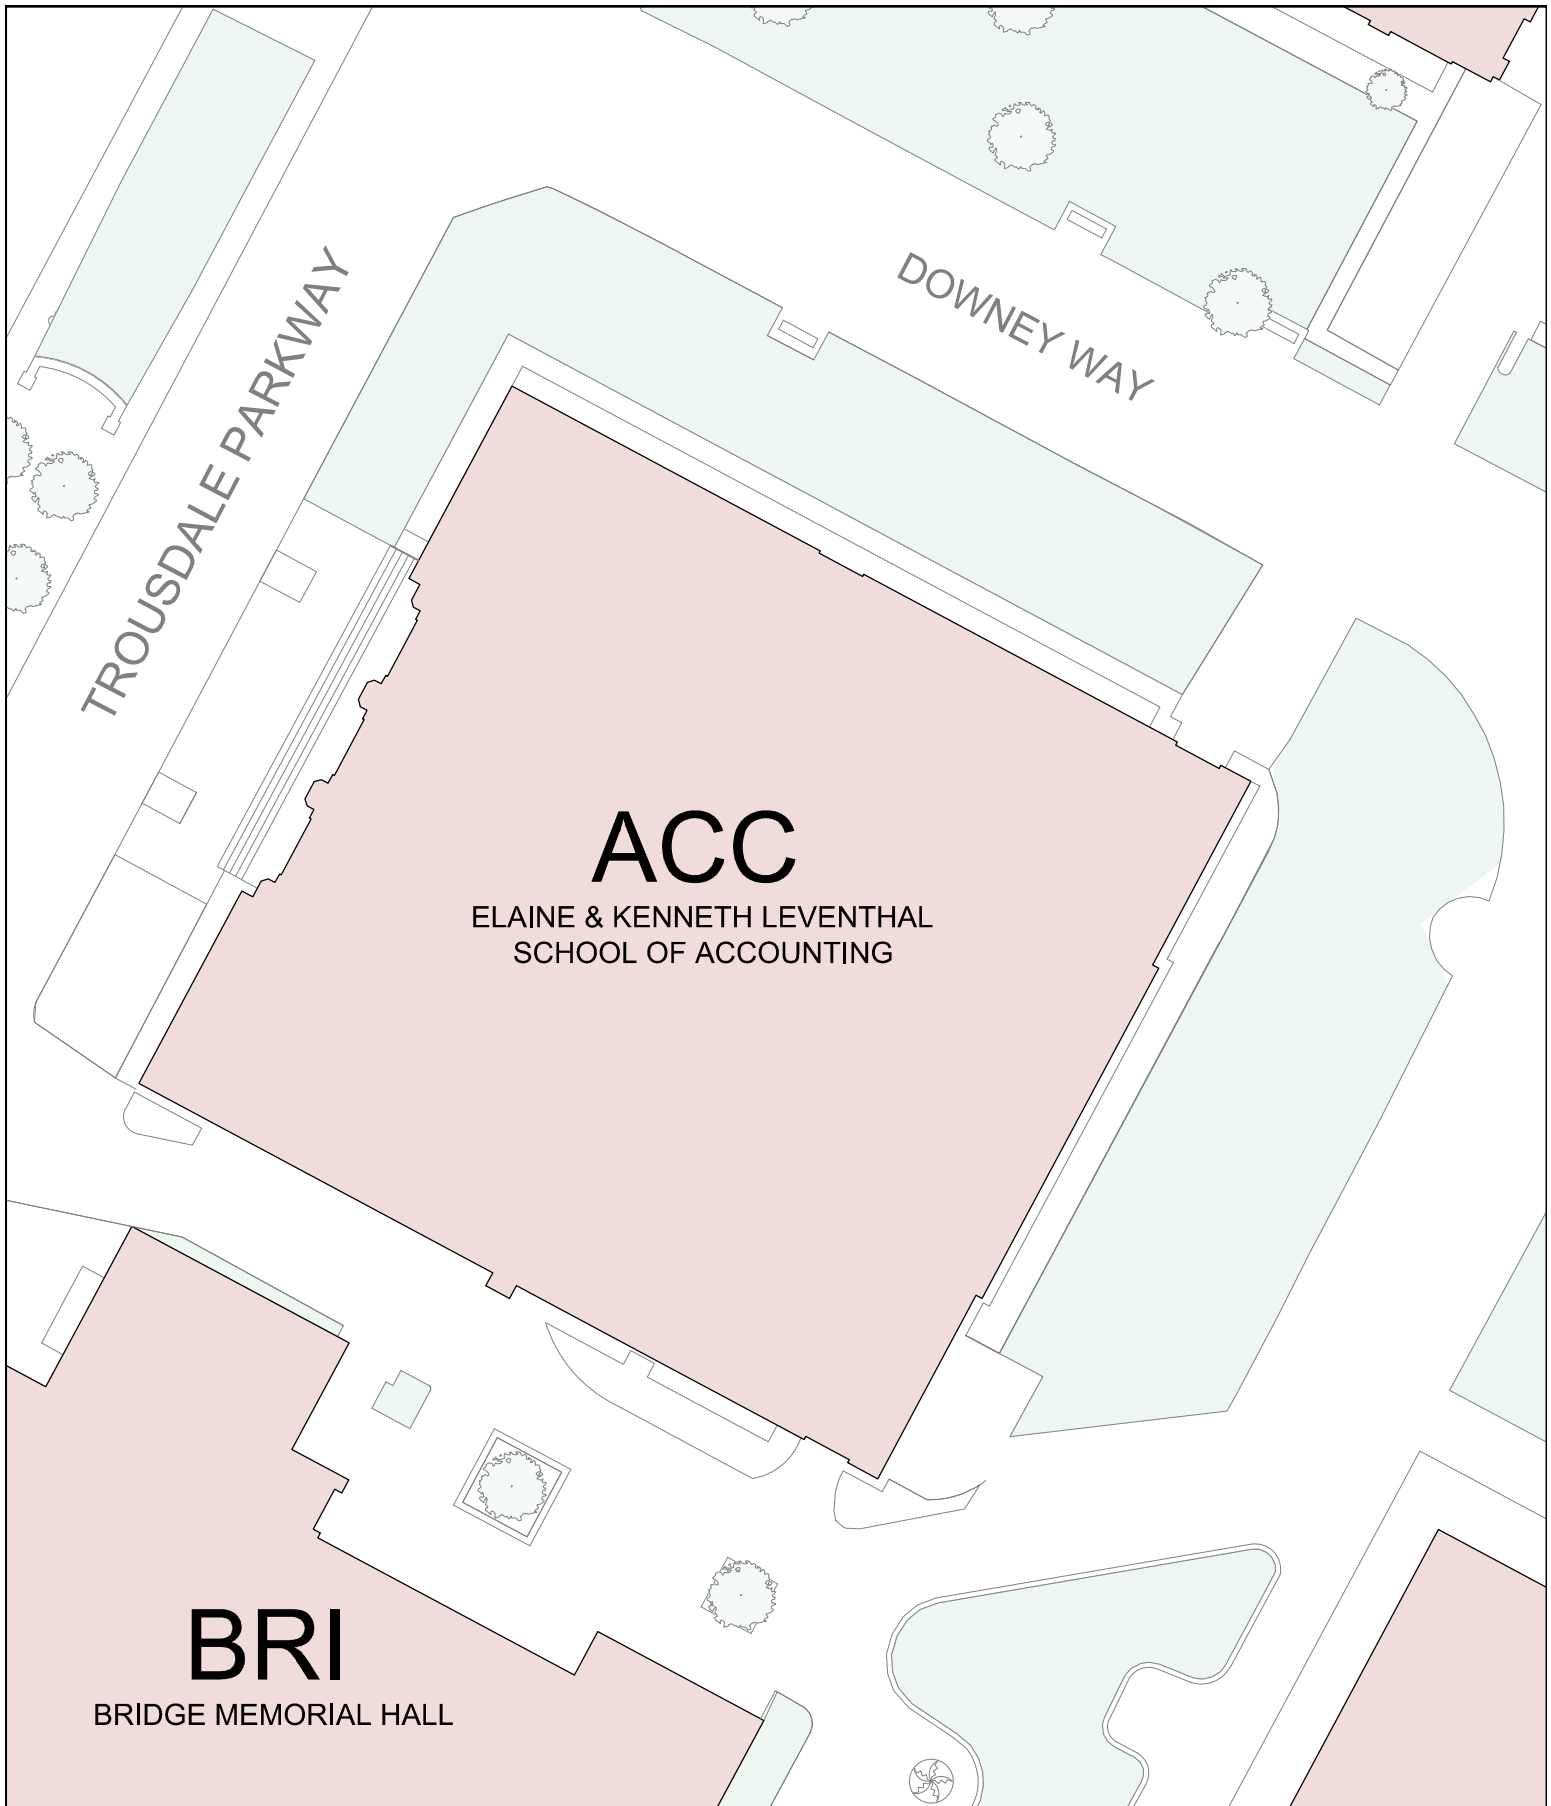 DOWNEY WAY
TROUSDALE PARKWAY
ACC
ELAINE & KENNETH LEVENTHAL
SCHOOL OF ACCOUNTING
BRI
BRIDGE MEMORIAL HALL